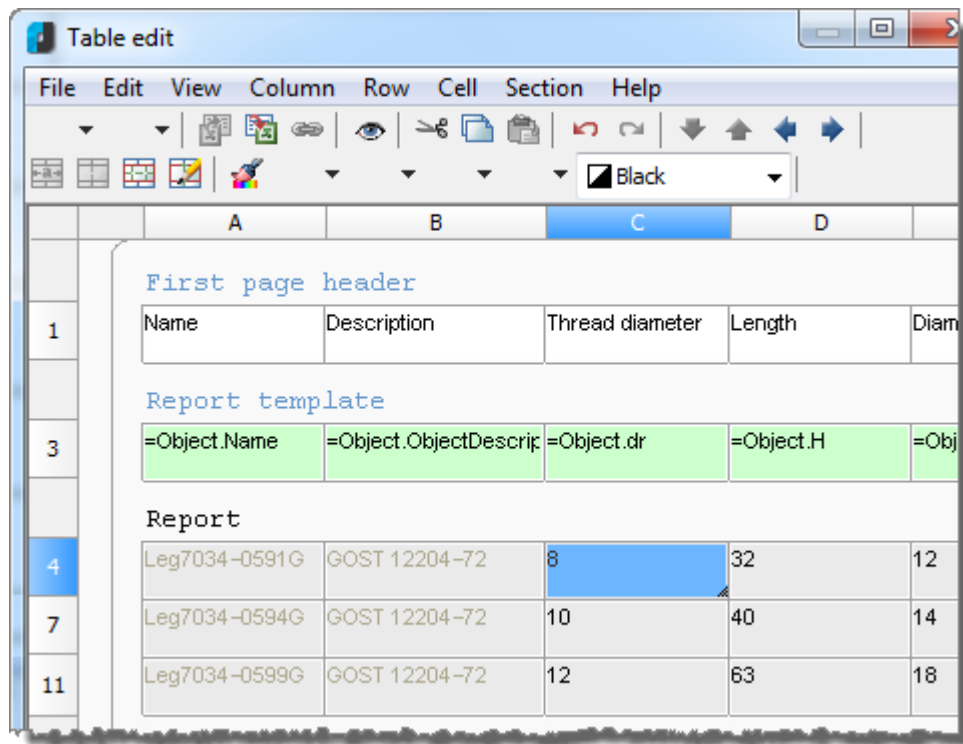 Table edit
File Edit View Column Row Cell Section Help
Black
A B C D
First page header
1 Name Description Thread diameter Length Diam
Report template
3 =Object.Name =Object.ObjectDescrip =Object.dr =Object.H =Obj
Report
4 Leg7034-0591G GOST 12204-72 8 32 12
7 Leg7034-0594G GOST 12204-72 10 40 14
11 Leg7034-0599G GOST 12204-72 12 63 18